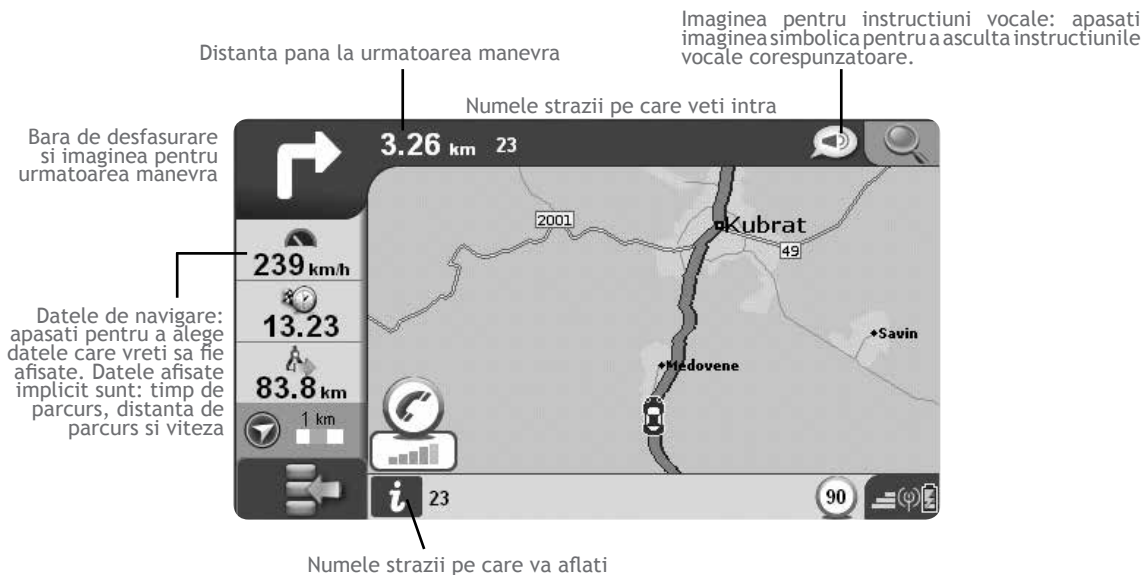 Imaginea pentru instructiuni vocale: apasati
imaginea simbolica pentru a asculta instructiunile
vocale corespunzatoare.
Distanta pana la urmatoarea manevra
Numele strazii pe care veti intra
Bara de desfasurare
si imaginea pentru
urmatoarea manevra
3.26 km 23
2001
Kubrat
49
239 km/h
13.23
Savin
Datele de navigare:
apasati pentru a alege
datele care vreti sa fie
afisate. Datele afisate
implicit sunt: timp de
parcurs, distanta de
parcurs si viteza
Medovene
83.8 km
1 km
i 23
90
Numele strazii pe care va aflati